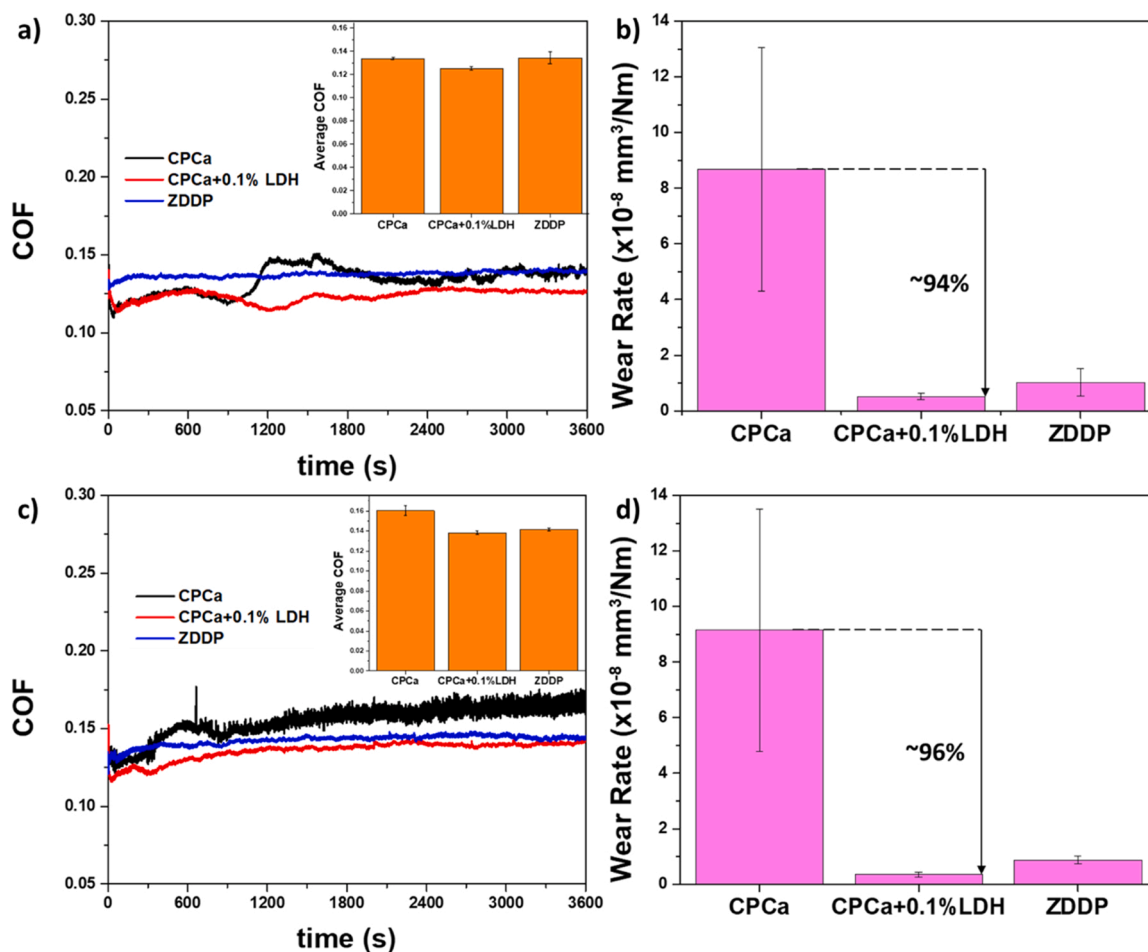 a)
0.30
0.25
0.20
0.15
0.10
0.05
COF
CPCa
CPCa+0.1% LDH
ZDDP
0 600 1200 1800 2400 3000 3600
time (s)
0.16
0.14
0.12
0.10
0.08
0.06
0.04
0.02
0.00
Average COF
CPCa CPCa+0.1%LDH ZDDP
b)
14
12
10
8
6
4
2
0
Wear Rate (x10⁻⁸ mm³/Nm)
~94%
CPCa CPCa+0.1%LDH ZDDP
c)
0.30
0.25
0.20
0.15
0.10
0.05
COF
CPCa
CPCa+0.1% LDH
ZDDP
0 600 1200 1800 2400 3000 3600
time (s)
0.16
0.14
0.12
0.10
0.08
0.06
0.04
0.02
0.00
Average COF
CPCa CPCa+0.1%LDH ZDDP
d)
14
12
10
8
6
4
2
0
Wear Rate (x10⁻⁸ mm³/Nm)
~96%
CPCa CPCa+0.1%LDH ZDDP